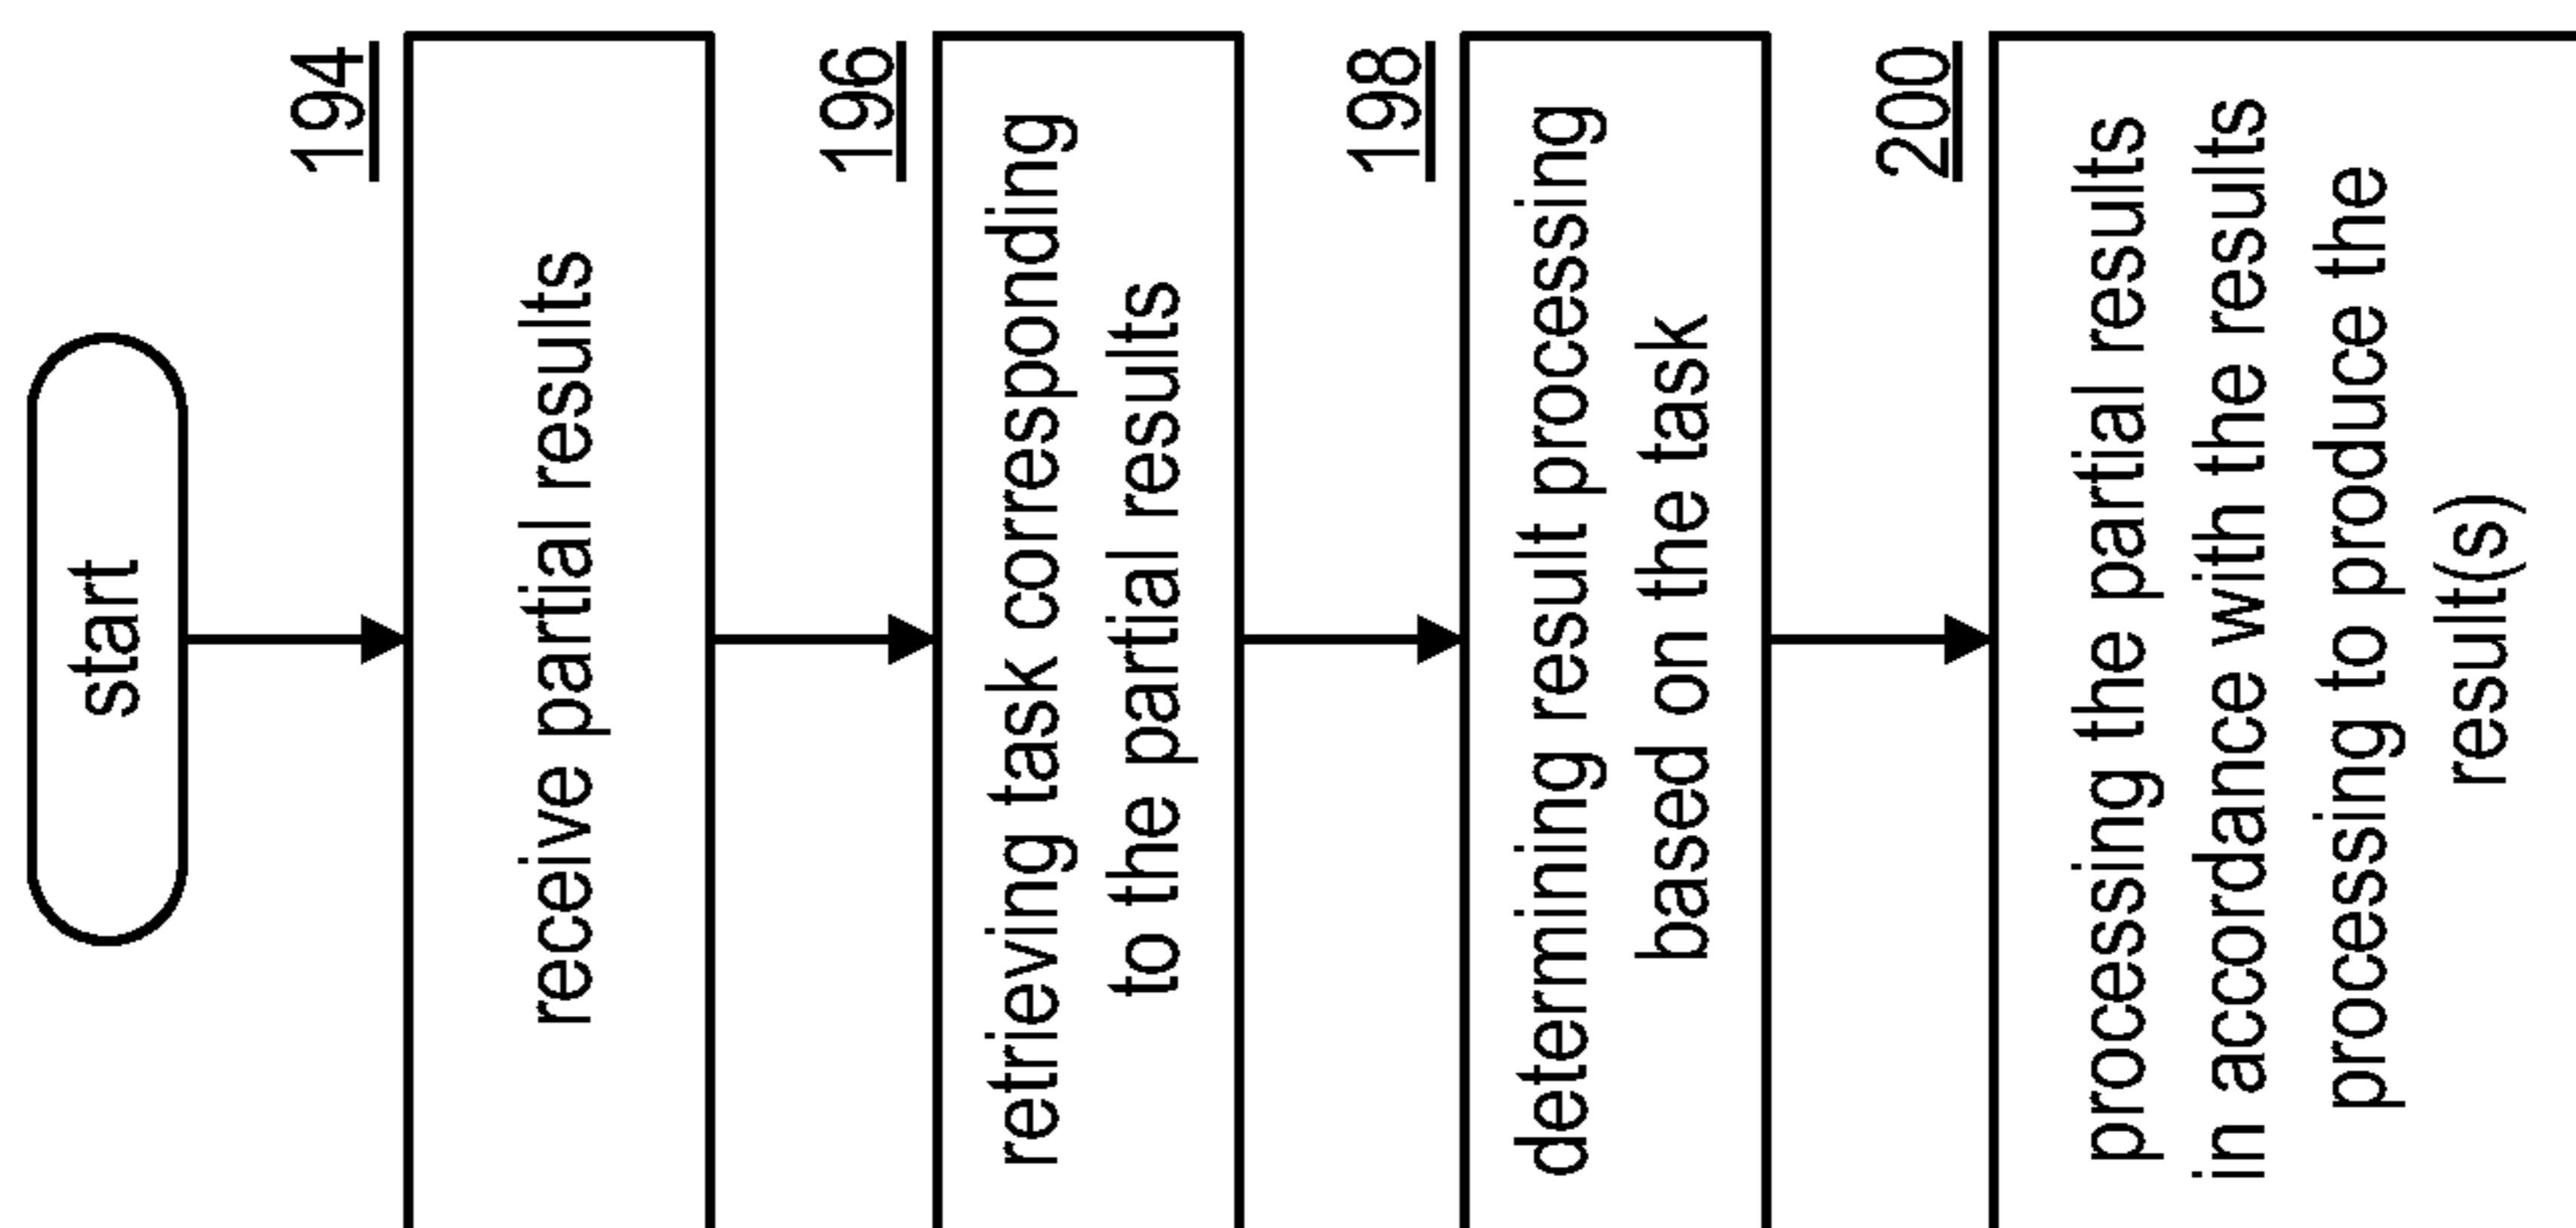 start
194
receive partial results
196
retrieving task corresponding
to the partial results
198
determining result processing
based on the task
200
processing the partial results
in accordance with the results
processing to produce the
result(s)